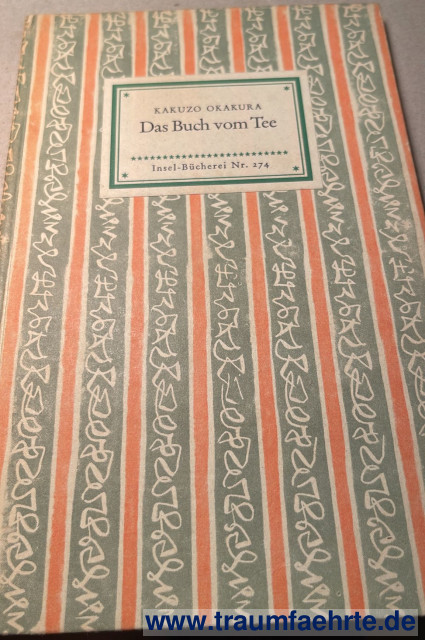 KAKUZO OKAKURA
Das Buch vom Tee
Insel-Bücherei Nr. 274
www.traumfaehrte.de